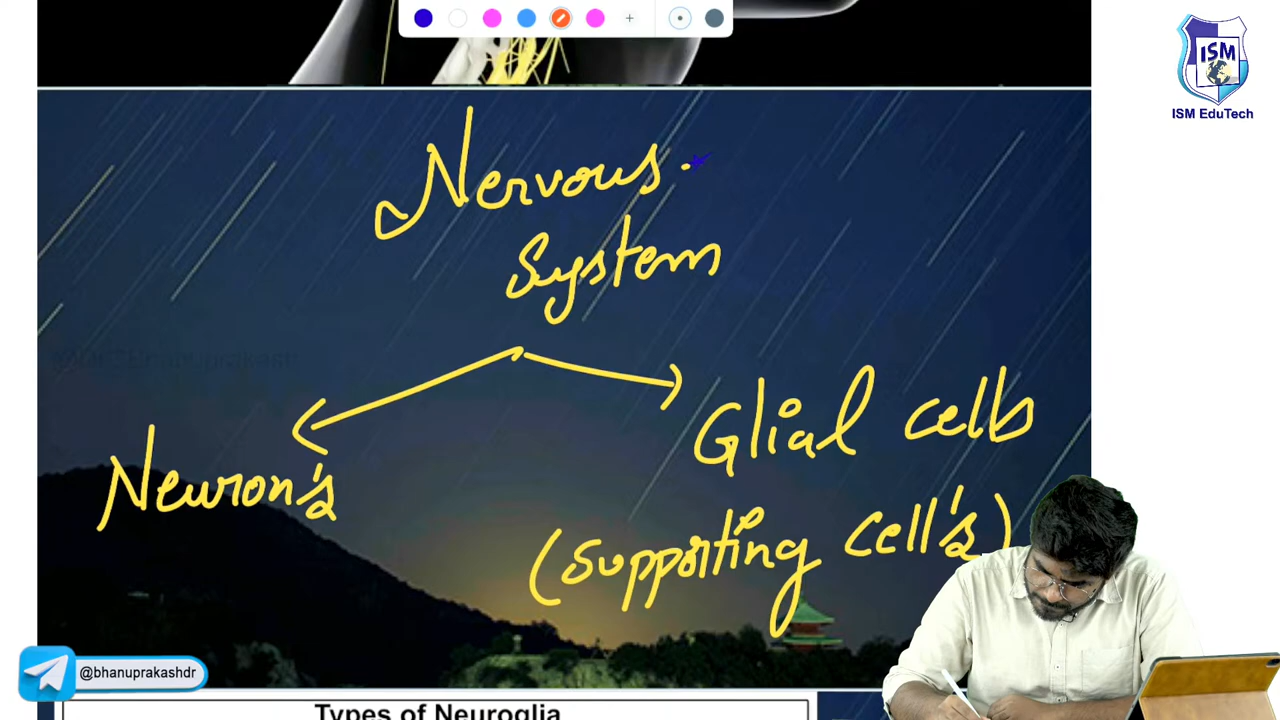 ISM
ISM EduTech
Nervous
System
Neuron's
Glial cells
(supporting cell's)
@bhanuprakashdr
Types of Neuroglia